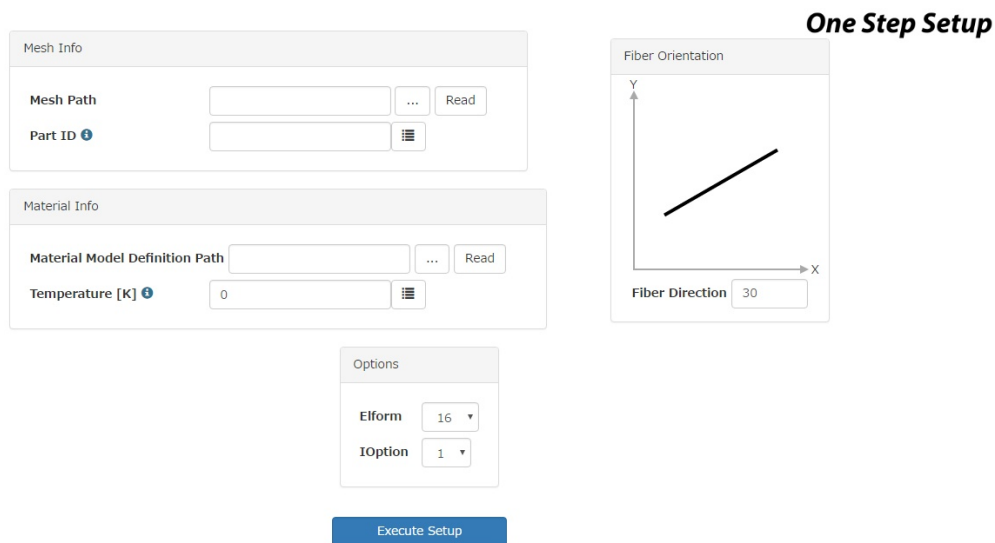 One Step Setup
Mesh Info
Mesh Path ... Read
Part ID
Material Info
Material Model Definition Path ... Read
Temperature [K] 0
Fiber Orientation
Y
X
Fiber Direction 30
Options
Elform 16
IOption 1
Execute Setup